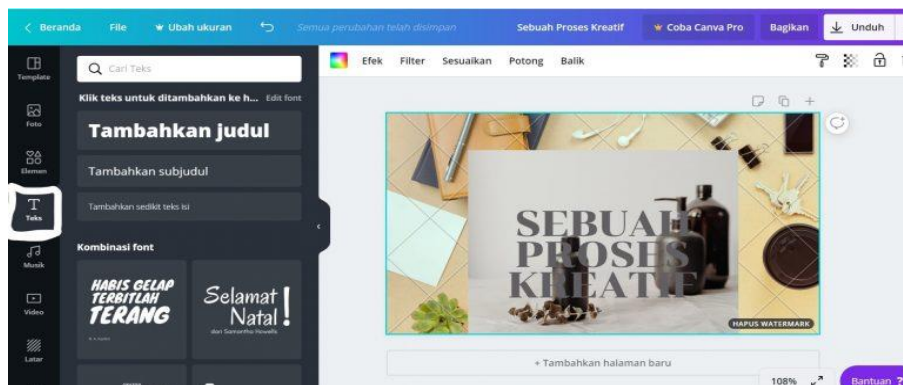 Beranda File Ubah ukuran Semua perubahan telah disimpan Sebuah Proses Kreatif Coba Canva Pro Bagikan Unduh
Template
Foto
Elemen
Teks
Musik
Video
Latar
Cari Teks
Klik teks untuk ditambahkan ke h... Edit font
Tambahkan judul
Tambahkan subjudul
Tambahkan sedikit teks isi
Kombinasi font
HABIS GELAP
TERBITLAH
TERANG
Selamat
Natal!
dari Samantha Howells
Efek Filter Sesuaikan Potong Balik
SEBUAH
PROSES
KREATIF
HAPUS WATERMARK
+ Tambahkan halaman baru
108% Bantuan ?